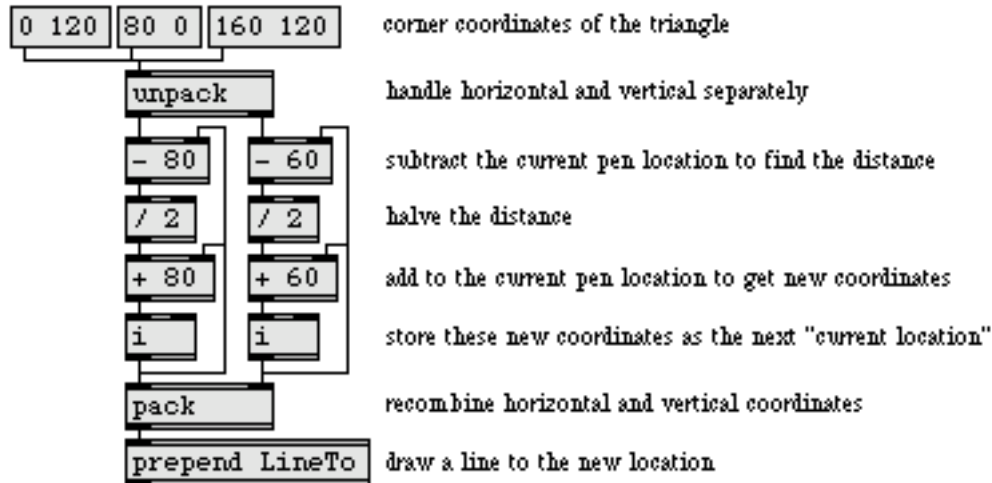 0 120 80 0 160 120 corner coordinates of the triangle
unpack handle horizontal and vertical separately
- 80 - 60 subtract the current pen location to find the distance
/ 2 / 2 halve the distance
+ 80 + 60 add to the current pen location to get new coordinates
i i store these new coordinates as the next "current location"
pack recombine horizontal and vertical coordinates
prepend LineTo draw a line to the new location